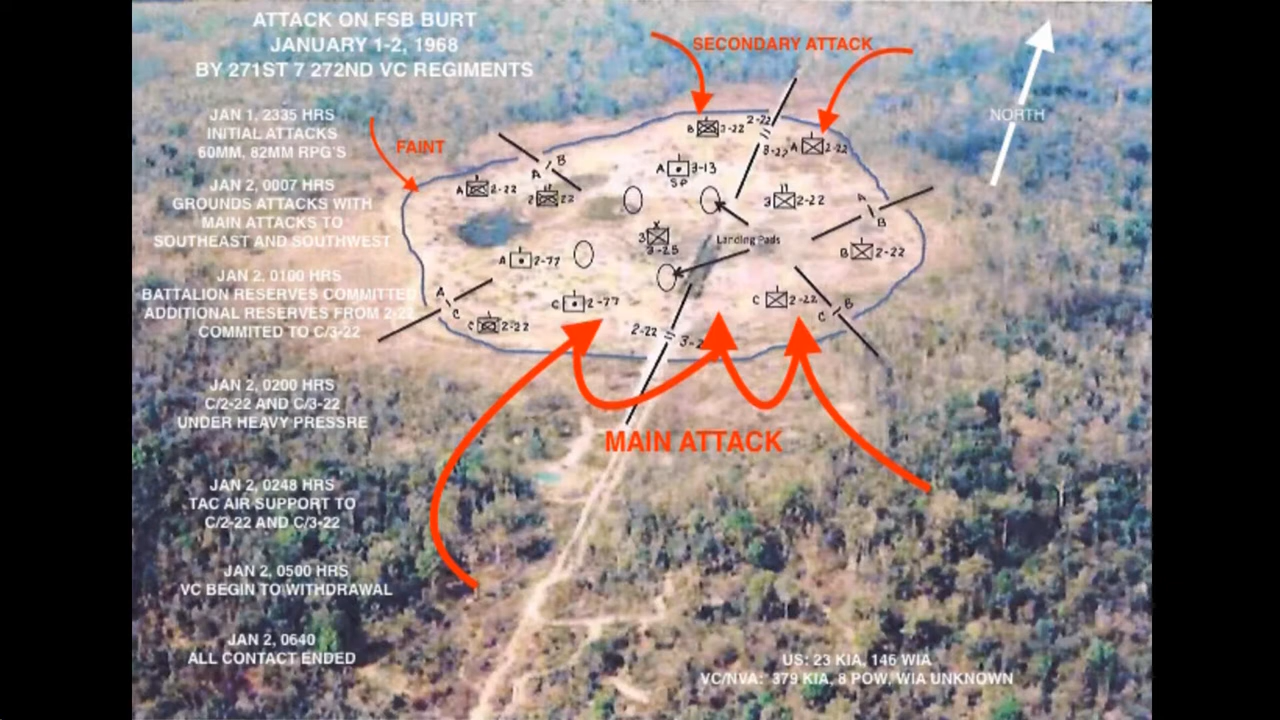 ATTACK ON FSB BURT
JANUARY 1-2, 1968
BY 271ST 7 272ND VC REGIMENTS
SECONDARY ATTACK
NORTH
JAN 1, 2335 HRS
INITIAL ATTACKS
60MM, 82MM RPG'S
FAINT
JAN 2, 0007 HRS
GROUNDS ATTACKS WITH
MAIN ATTACKS TO
SOUTHEAST AND SOUTHWEST
JAN 2, 0100 HRS
BATTALION RESERVES COMMITTED
ADDITIONAL RESERVES FROM 2-22
COMMITED TO C/3-22
JAN 2, 0200 HRS
C/2-22 AND C/3-22
UNDER HEAVY PRESSRE
JAN 2, 0248 HRS
TAC AIR SUPPORT TO
C/2-22 AND C/3-22
JAN 2, 0500 HRS
VC BEGIN TO WITHDRAWAL
JAN 2, 0640
ALL CONTACT ENDED
B 2-22
2-22
A 2-22
A 3-13
SP
A B
A 2-22
2 22
3 2-22
A B
3
3-25
Landing Pads
B 2-22
A 2-77
A C
C 2-77
C 2-22
B C
C 2-22
2-22
MAIN ATTACK
US: 23 KIA, 146 WIA
VC/NVA: 379 KIA, 8 POW, WIA UNKNOWN